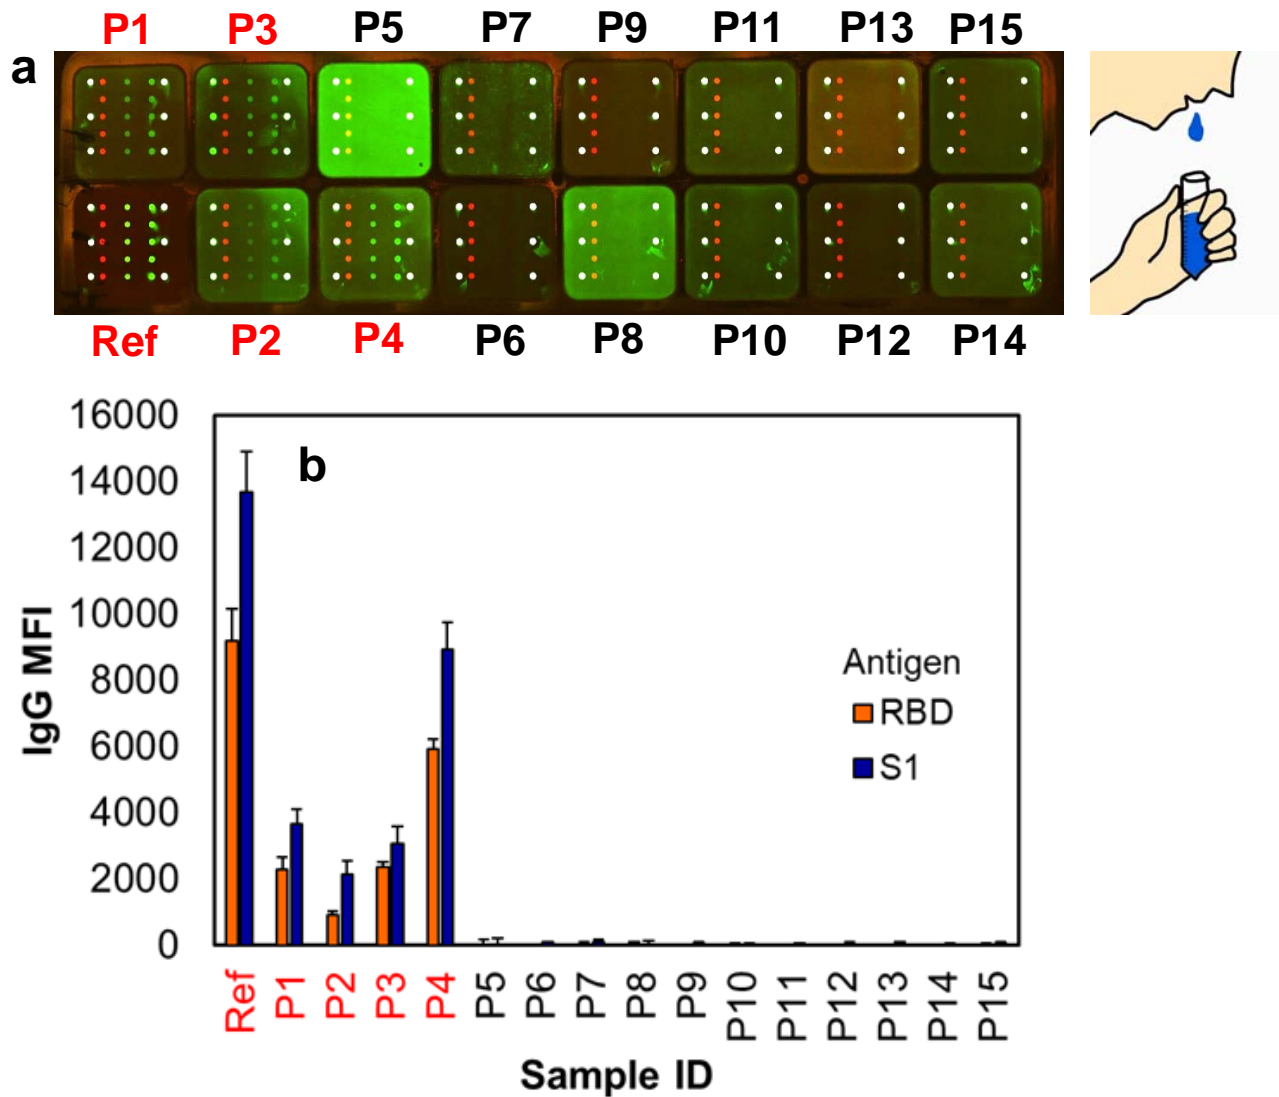 P1 P3 P5 P7 P9 P11 P13 P15
a
Ref P2 P4 P6 P8 P10 P12 P14
b
16000
14000
12000
10000
8000
6000
4000
2000
0
IgG MFI
Antigen
RBD
S1
Ref P1 P2 P3 P4 P5 P6 P7 P8 P9 P10 P11 P12 P13 P14 P15
Sample ID